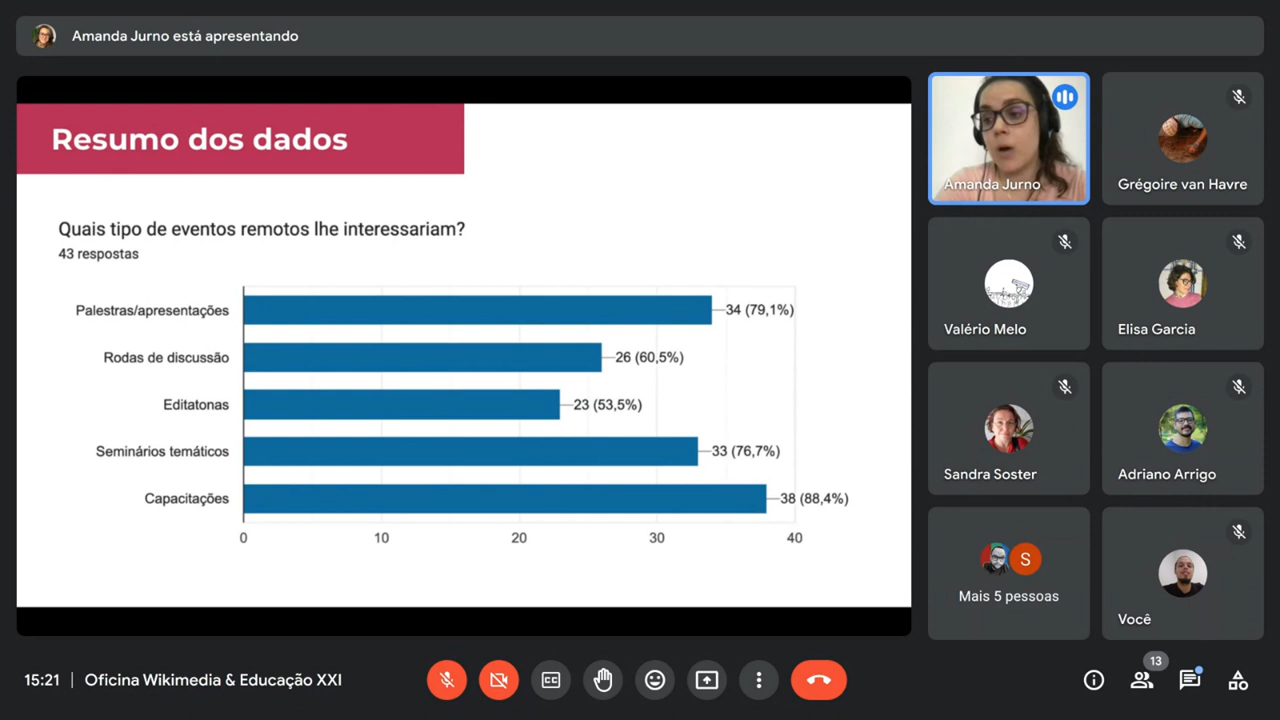 Amanda Jurno está apresentando
Resumo dos dados
Quais tipo de eventos remotos lhe interessariam?
43 respostas
Palestras/apresentações
34 (79,1%)
Rodas de discussão
26 (60,5%)
Editatonas
23 (53,5%)
Seminários temáticos
33 (76,7%)
Capacitações
38 (88,4%)
0
10
20
30
40
Amanda Jurno
Grégoire van Havre
Valério Melo
Elisa Garcia
Sandra Soster
Adriano Arrigo
S
Mais 5 pessoas
Você
15:21 | Oficina Wikimedia & Educação XXI
CC
13